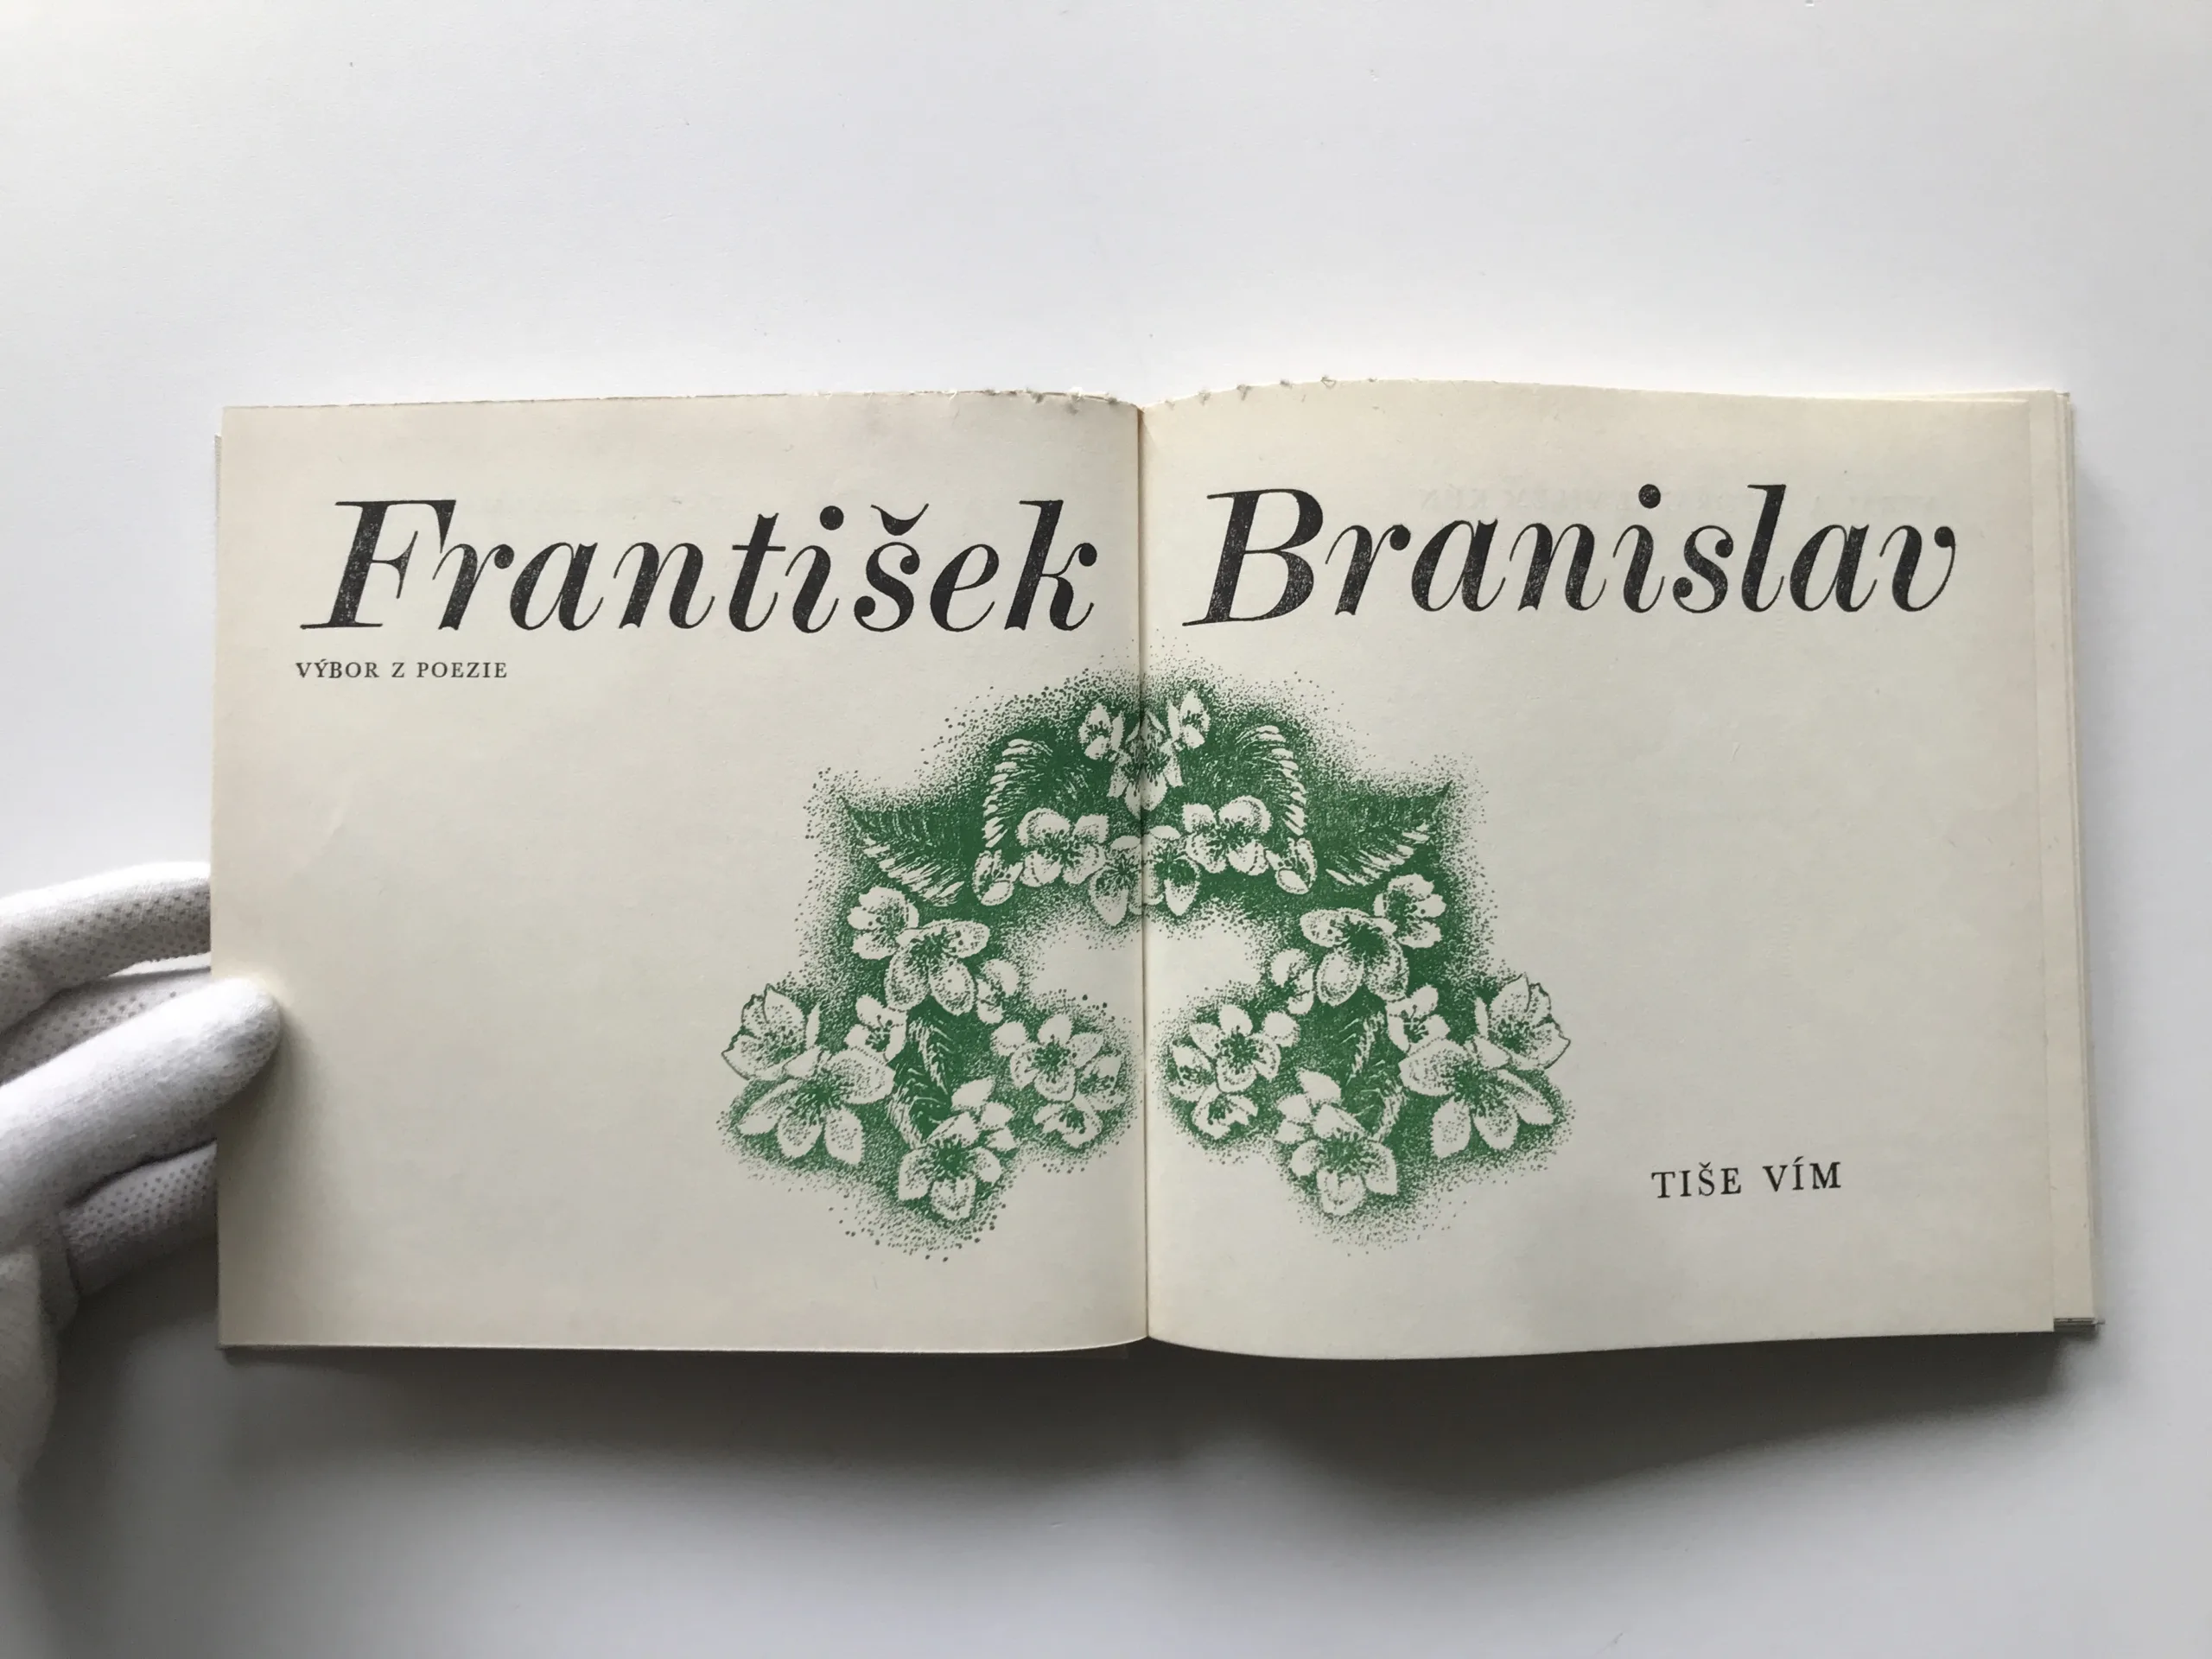 František Branislav
VÝBOR Z POEZIE
TIŠE VÍM